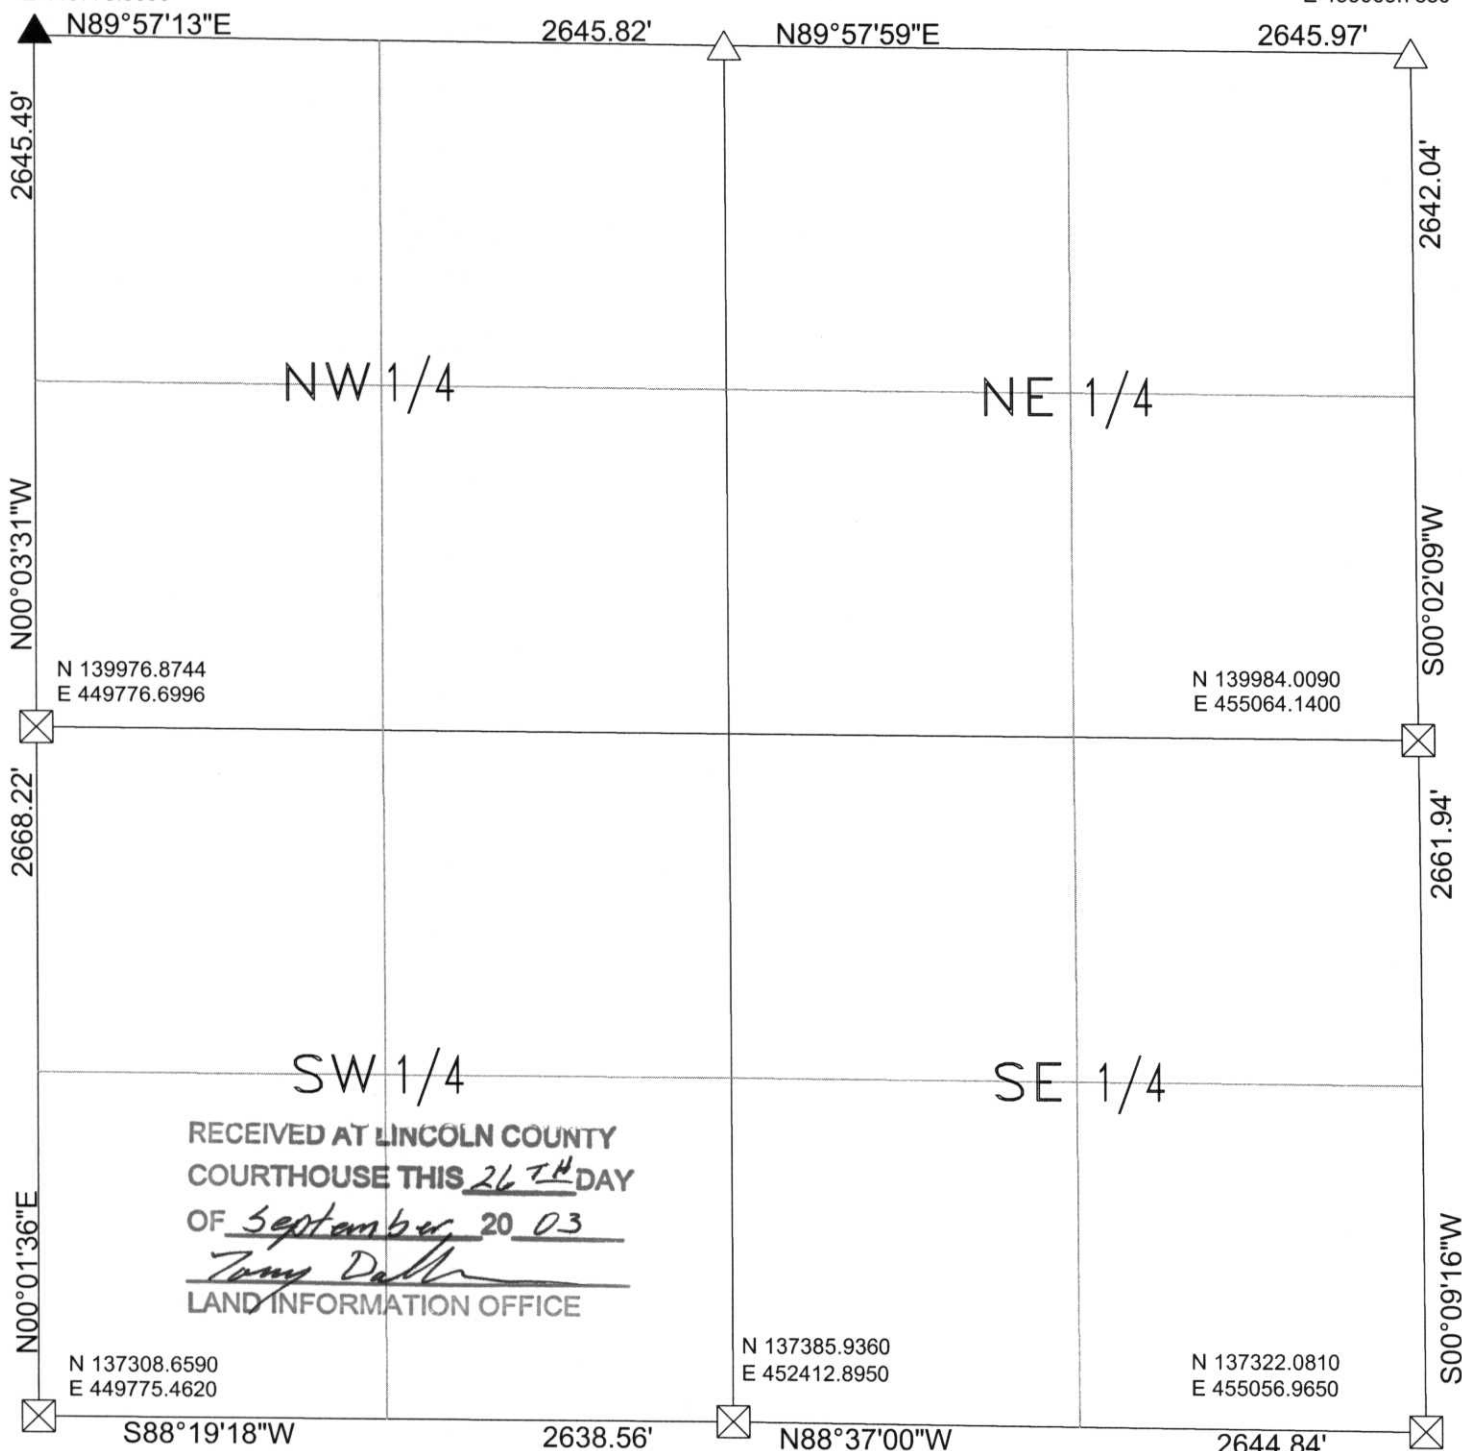 N89°57'13"E
2645.82'
N89°57'59"E
2645.97'
2645.49'
2642.04'
NW 1/4
NE 1/4
N00°03'31"W
S00°02'09"W
N 139976.8744
E 449776.6996
N 139984.0090
E 455064.1400
2668.22'
2661.94'
SW 1/4
SE 1/4
RECEIVED AT LINCOLN COUNTY
COURTHOUSE THIS 26TH DAY
OF September, 20 03
LAND INFORMATION OFFICE
N00°01'36"E
S00°09'16"W
N 137308.6590
E 449775.4620
N 137385.9360
E 452412.8950
N 137322.0810
E 455056.9650
S88°19'18"W
2638.56'
N88°37'00"W
2644.84'